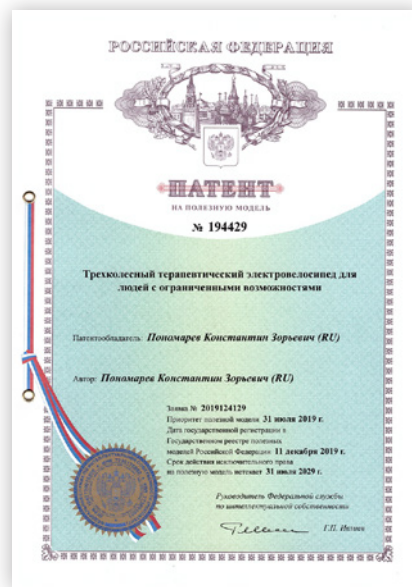 РОССИЙСКАЯ ФЕДЕРАЦИЯ
ПАТЕНТ
НА ПОЛЕЗНУЮ МОДЕЛЬ
№ 194429
Трехколесный терапевтический электровелосипед для
людей с ограниченными возможностями
Патентообладатель: Пономарев Константин Зорьевич (RU)
Автор: Пономарев Константин Зорьевич (RU)
Заявка № 2019124129
Приоритет полезной модели 31 июля 2019 г.
Дата государственной регистрации в
Государственном реестре полезных
моделей Российской Федерации 11 декабря 2019 г.
Срок действия исключительного права
на полезную модель истекает 31 июля 2029 г.
Руководитель Федеральной службы
по интеллектуальной собственности
Г.П. Ивлиев